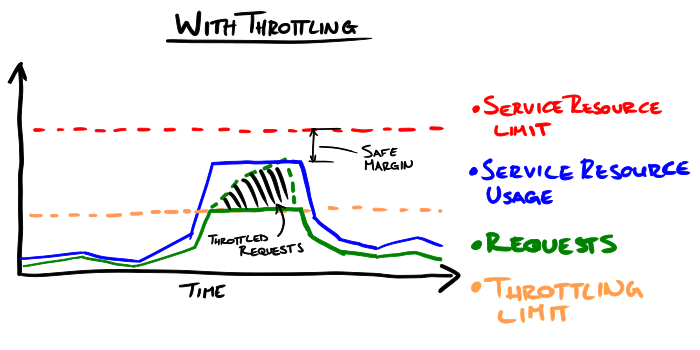 WITH THROTTLING
SAFE
MARGIN
THROTTLED
REQUESTS
TIME
• SERVICE RESOURCE
LIMIT
• SERVICE RESOURCE
USAGE
• REQUESTS
• THROTTLING
LIMIT